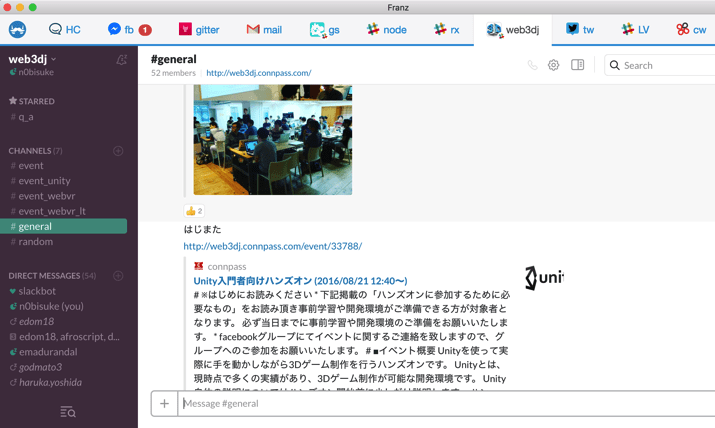 Franz
HC
fb 1
gitter
mail
gs
node
rx
web3dj
tw
LV
cw
web3dj
n0bisuke
STARRED
# q_a
CHANNELS (7)
# event
# event_unity
# event_webvr
# event_webvr_lt
# general
# random
DIRECT MESSAGES (54)
slackbot
n0bisuke (you)
edom18
edom18, afroscript, d...
emadurandal
godmato3
haruka.yoshida
#general
52 members
http://web3dj.connpass.com/
Search
2
はじまた
http://web3dj.connpass.com/event/33788/
connpass
Unity入門者向けハンズオン (2016/08/21 12:40〜)
# ※はじめにお読みください * 下記掲載の「ハンズオンに参加するために必
要なもの」をお読み頂き事前学習や開発環境がご準備できる方が対象者と
なります。 必ず当日までに事前学習や開発環境のご準備をお願いいたしま
す。 * facebookグループにてイベントに関するご連絡を致しますので、グ
ループへのご参加をお願いいたします。 # ■イベント概要 Unityを使って実
際に手を動かしながら3Dゲーム制作を行うハンズオンです。 Unityとは、
現時点で多くの実績があり、3Dゲーム制作が可能な開発環境です。 Unity
unit
Message #general